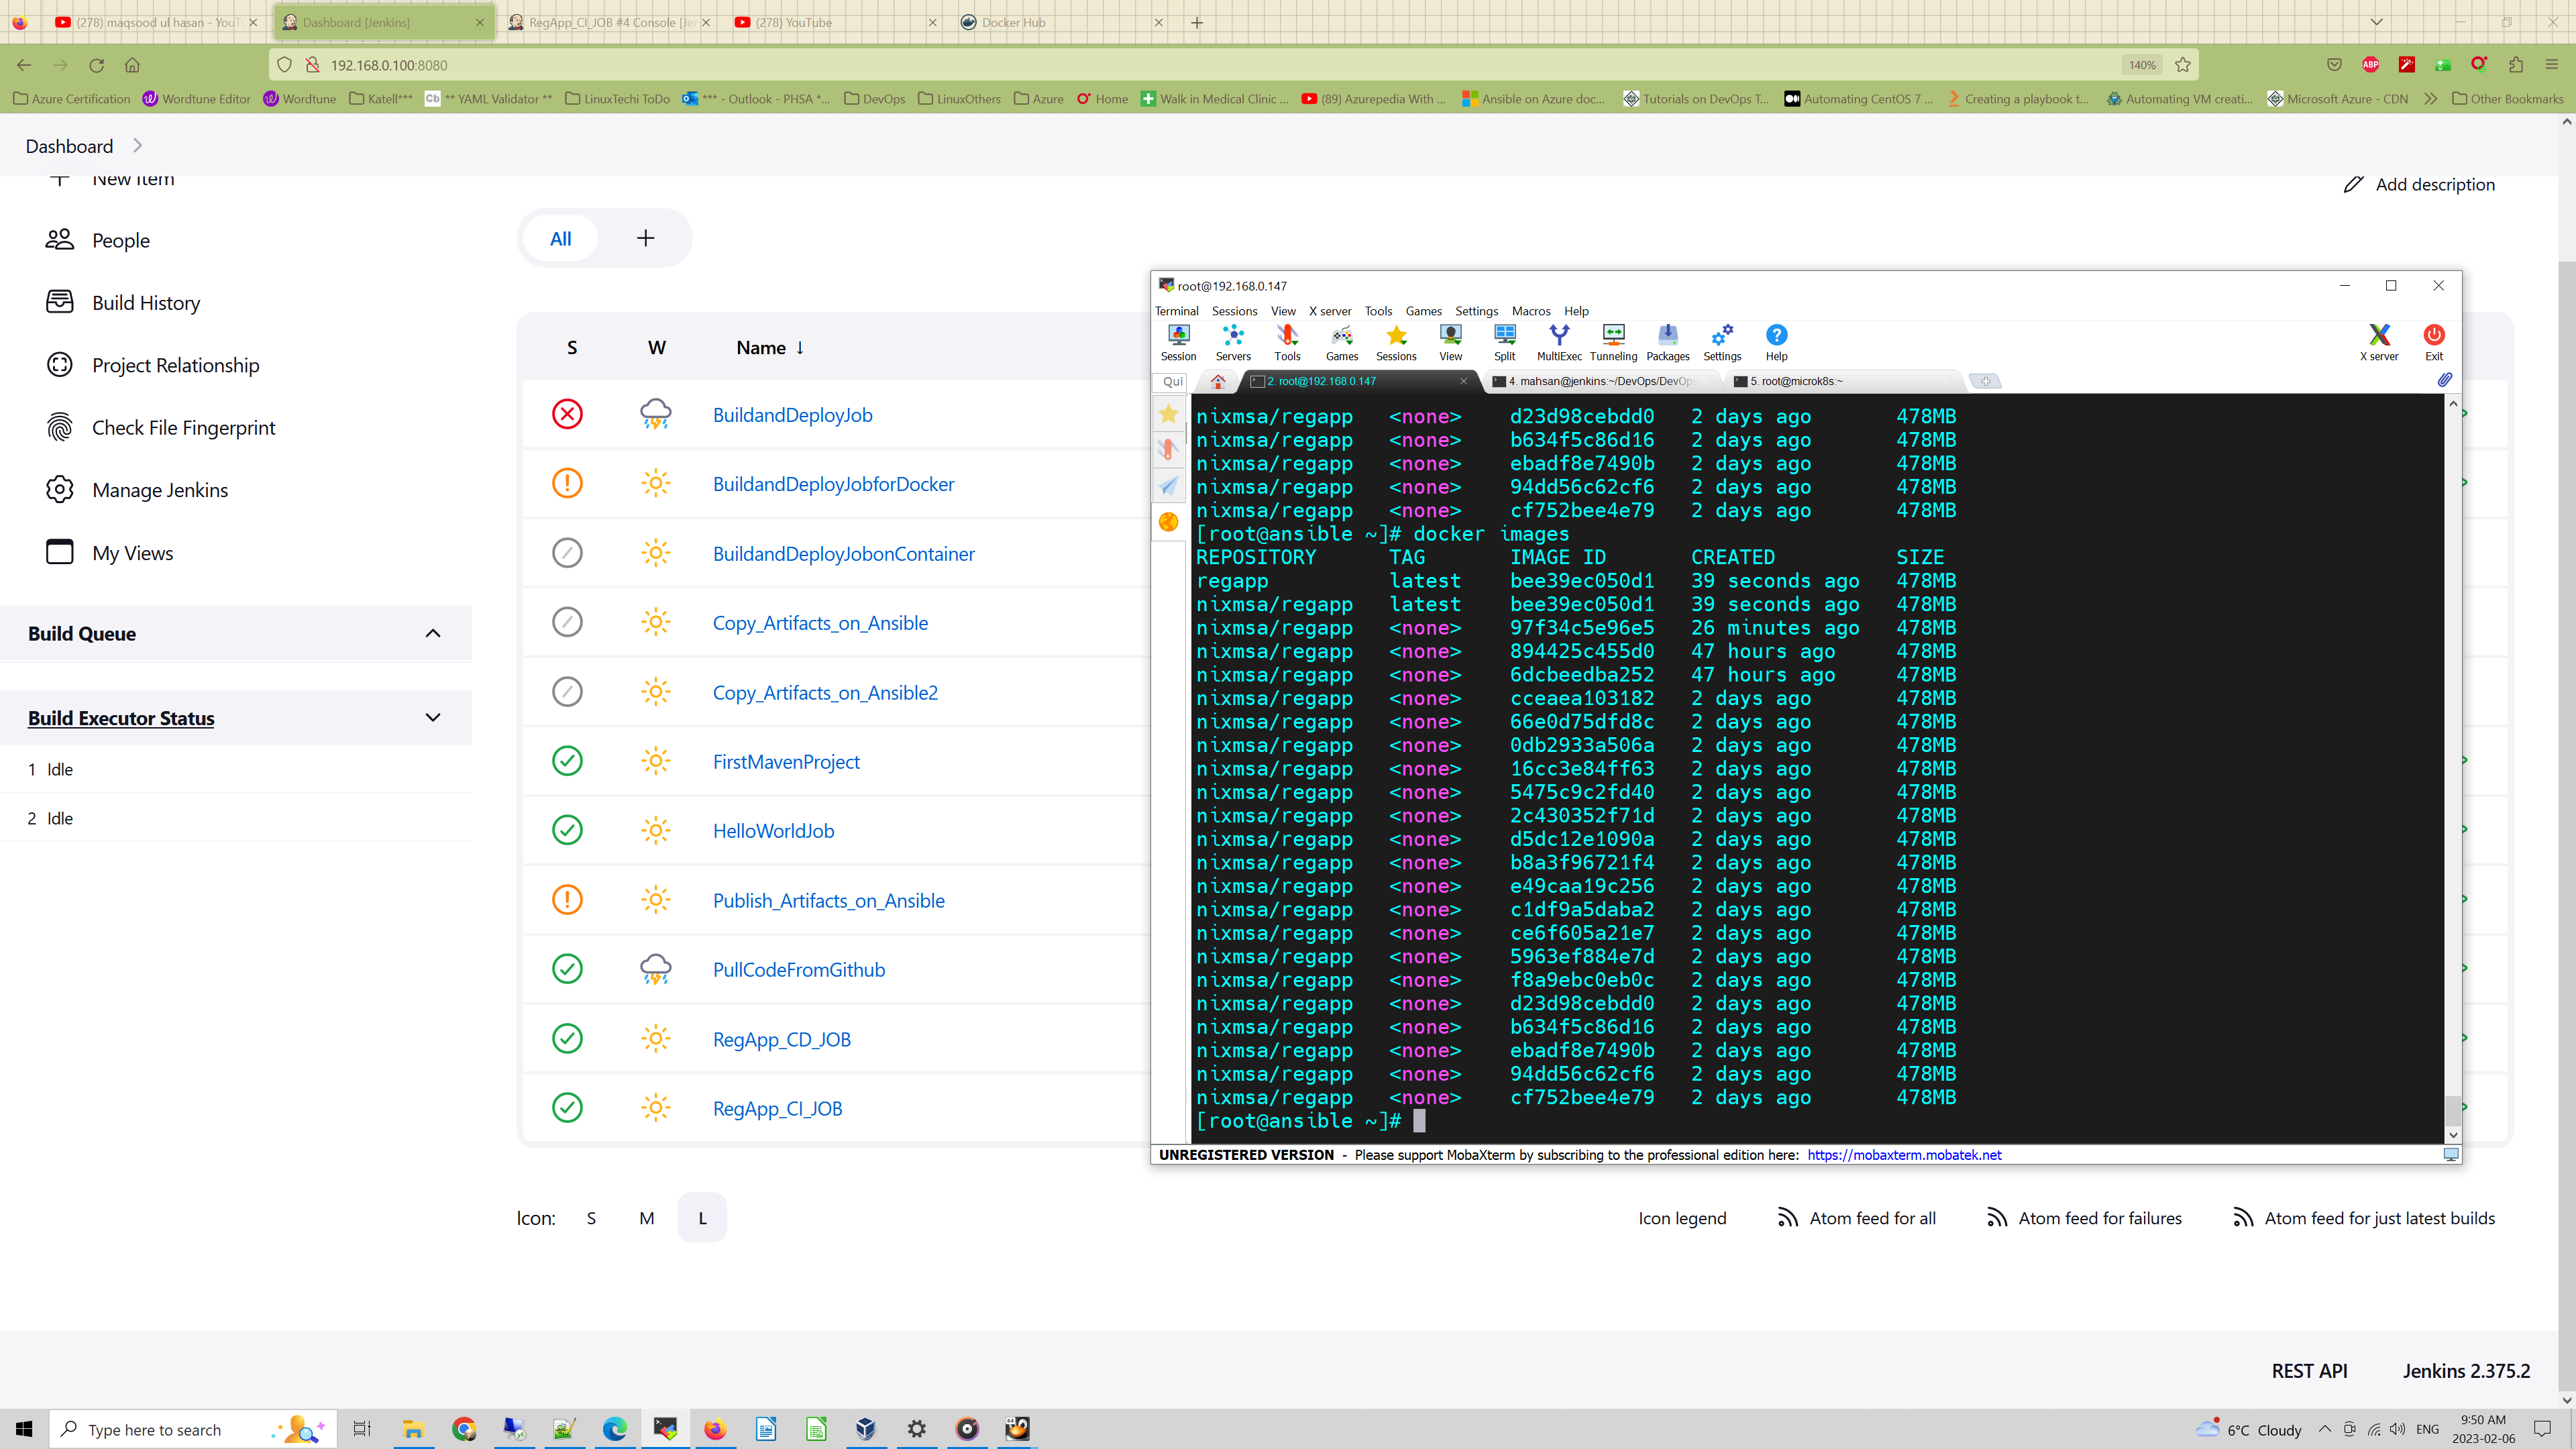 (278) maqsood ul hasan - YouT
Dashboard [Jenkins]
RegApp_CI_JOB #4 Console [Jen
(278) YouTube
Docker Hub
192.168.0.100:8080
140%
Azure Certification
Wordtune Editor
Wordtune
Katell***
** YAML Validator **
LinuxTechi ToDo
*** - Outlook - PHSA *...
DevOps
LinuxOthers
Azure
Home
Walk in Medical Clinic ...
(89) Azurepedia With ...
Ansible on Azure doc...
Tutorials on DevOps T...
Automating CentOS 7 ...
Creating a playbook t...
Automating VM creati...
Microsoft Azure - CDN
Other Bookmarks
Dashboard
New Item
People
Build History
Project Relationship
Check File Fingerprint
Manage Jenkins
My Views
Build Queue
Build Executor Status
1 Idle
2 Idle
Add description
All +
S W Name ↓
BuildandDeployJob
BuildandDeployJobforDocker
BuildandDeployJobonContainer
Copy_Artifacts_on_Ansible
Copy_Artifacts_on_Ansible2
FirstMavenProject
HelloWorldJob
Publish_Artifacts_on_Ansible
PullCodeFromGithub
RegApp_CD_JOB
RegApp_CI_JOB
root@192.168.0.147
Terminal Sessions View X server Tools Games Settings Macros Help
Session Servers Tools Games Sessions View Split MultiExec Tunneling Packages Settings Help X server Exit
Qui
2. root@192.168.0.147
4. mahsan@jenkins:~/DevOps/DevOp
5. root@microk8s:~
nixmsa/regapp <none> d23d98cebdd0 2 days ago 478MB
nixmsa/regapp <none> b634f5c86d16 2 days ago 478MB
nixmsa/regapp <none> ebadf8e7490b 2 days ago 478MB
nixmsa/regapp <none> 94dd56c62cf6 2 days ago 478MB
nixmsa/regapp <none> cf752bee4e79 2 days ago 478MB
[root@ansible ~]# docker images
REPOSITORY TAG IMAGE ID CREATED SIZE
regapp latest bee39ec050d1 39 seconds ago 478MB
nixmsa/regapp latest bee39ec050d1 39 seconds ago 478MB
nixmsa/regapp <none> 97f34c5e96e5 26 minutes ago 478MB
nixmsa/regapp <none> 894425c455d0 47 hours ago 478MB
nixmsa/regapp <none> 6dcbeedba252 47 hours ago 478MB
nixmsa/regapp <none> cceaea103182 2 days ago 478MB
nixmsa/regapp <none> 66e0d75dfd8c 2 days ago 478MB
nixmsa/regapp <none> 0db2933a506a 2 days ago 478MB
nixmsa/regapp <none> 16cc3e84ff63 2 days ago 478MB
nixmsa/regapp <none> 5475c9c2fd40 2 days ago 478MB
nixmsa/regapp <none> 2c430352f71d 2 days ago 478MB
nixmsa/regapp <none> d5dc12e1090a 2 days ago 478MB
nixmsa/regapp <none> b8a3f96721f4 2 days ago 478MB
nixmsa/regapp <none> e49caa19c256 2 days ago 478MB
nixmsa/regapp <none> c1df9a5daba2 2 days ago 478MB
nixmsa/regapp <none> ce6f605a21e7 2 days ago 478MB
nixmsa/regapp <none> 5963ef884e7d 2 days ago 478MB
nixmsa/regapp <none> f8a9ebc0eb0c 2 days ago 478MB
nixmsa/regapp <none> d23d98cebdd0 2 days ago 478MB
nixmsa/regapp <none> b634f5c86d16 2 days ago 478MB
nixmsa/regapp <none> ebadf8e7490b 2 days ago 478MB
nixmsa/regapp <none> 94dd56c62cf6 2 days ago 478MB
nixmsa/regapp <none> cf752bee4e79 2 days ago 478MB
[root@ansible ~]#
UNREGISTERED VERSION - Please support MobaXterm by subscribing to the professional edition here: https://mobaxterm.mobatek.net
Icon: S M L
Icon legend
Atom feed for all
Atom feed for failures
Atom feed for just latest builds
REST API
Jenkins 2.375.2
Type here to search
6°C Cloudy
ENG
9:50 AM
2023-02-06